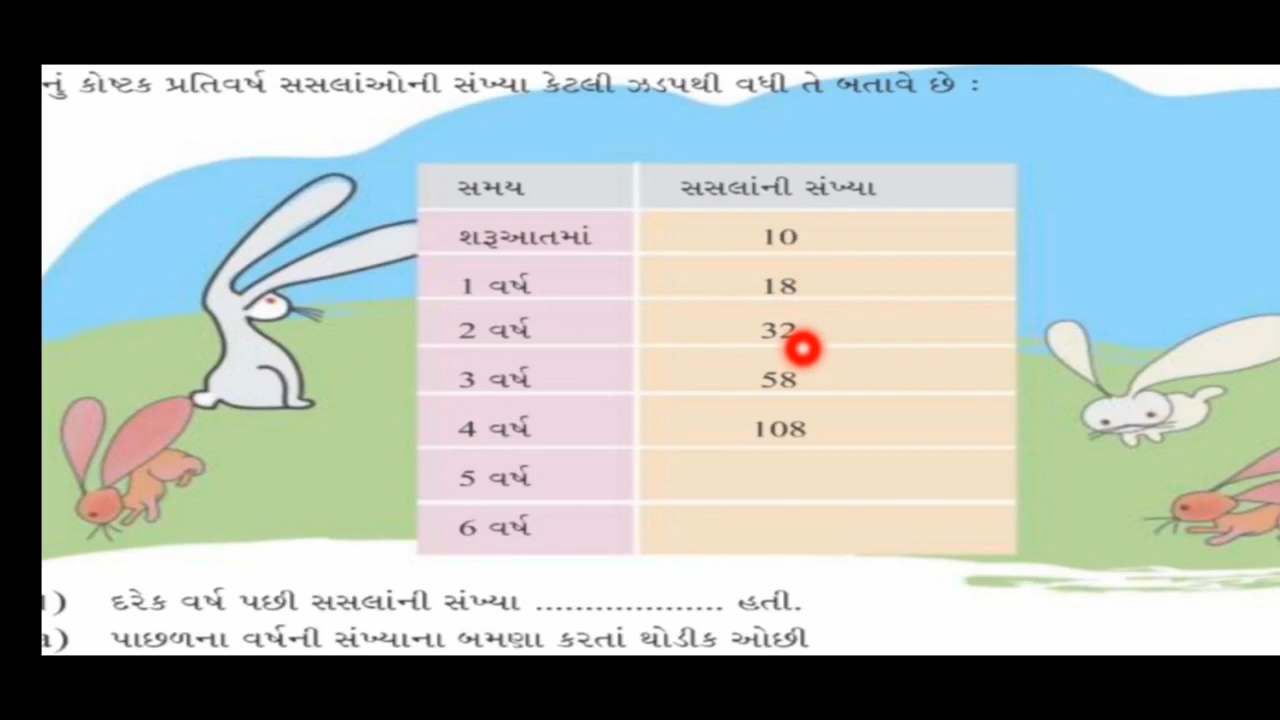 નું કોષ્ટક પ્રતિવર્ષ સસલાંઓની સંખ્યા કેટલી ઝડપથી વધી તે બતાવે છે :
સમય સસલાંની સંખ્યા
શરૂઆતમાં 10
1 વર્ષ 18
2 વર્ષ 32
3 વર્ષ 58
4 વર્ષ 108
5 વર્ષ
6 વર્ષ
) દરેક વર્ષ પછી સસલાંની સંખ્યા ................... હતી.
) પાછળના વર્ષની સંખ્યાના બમણા કરતાં થોડીક ઓછી